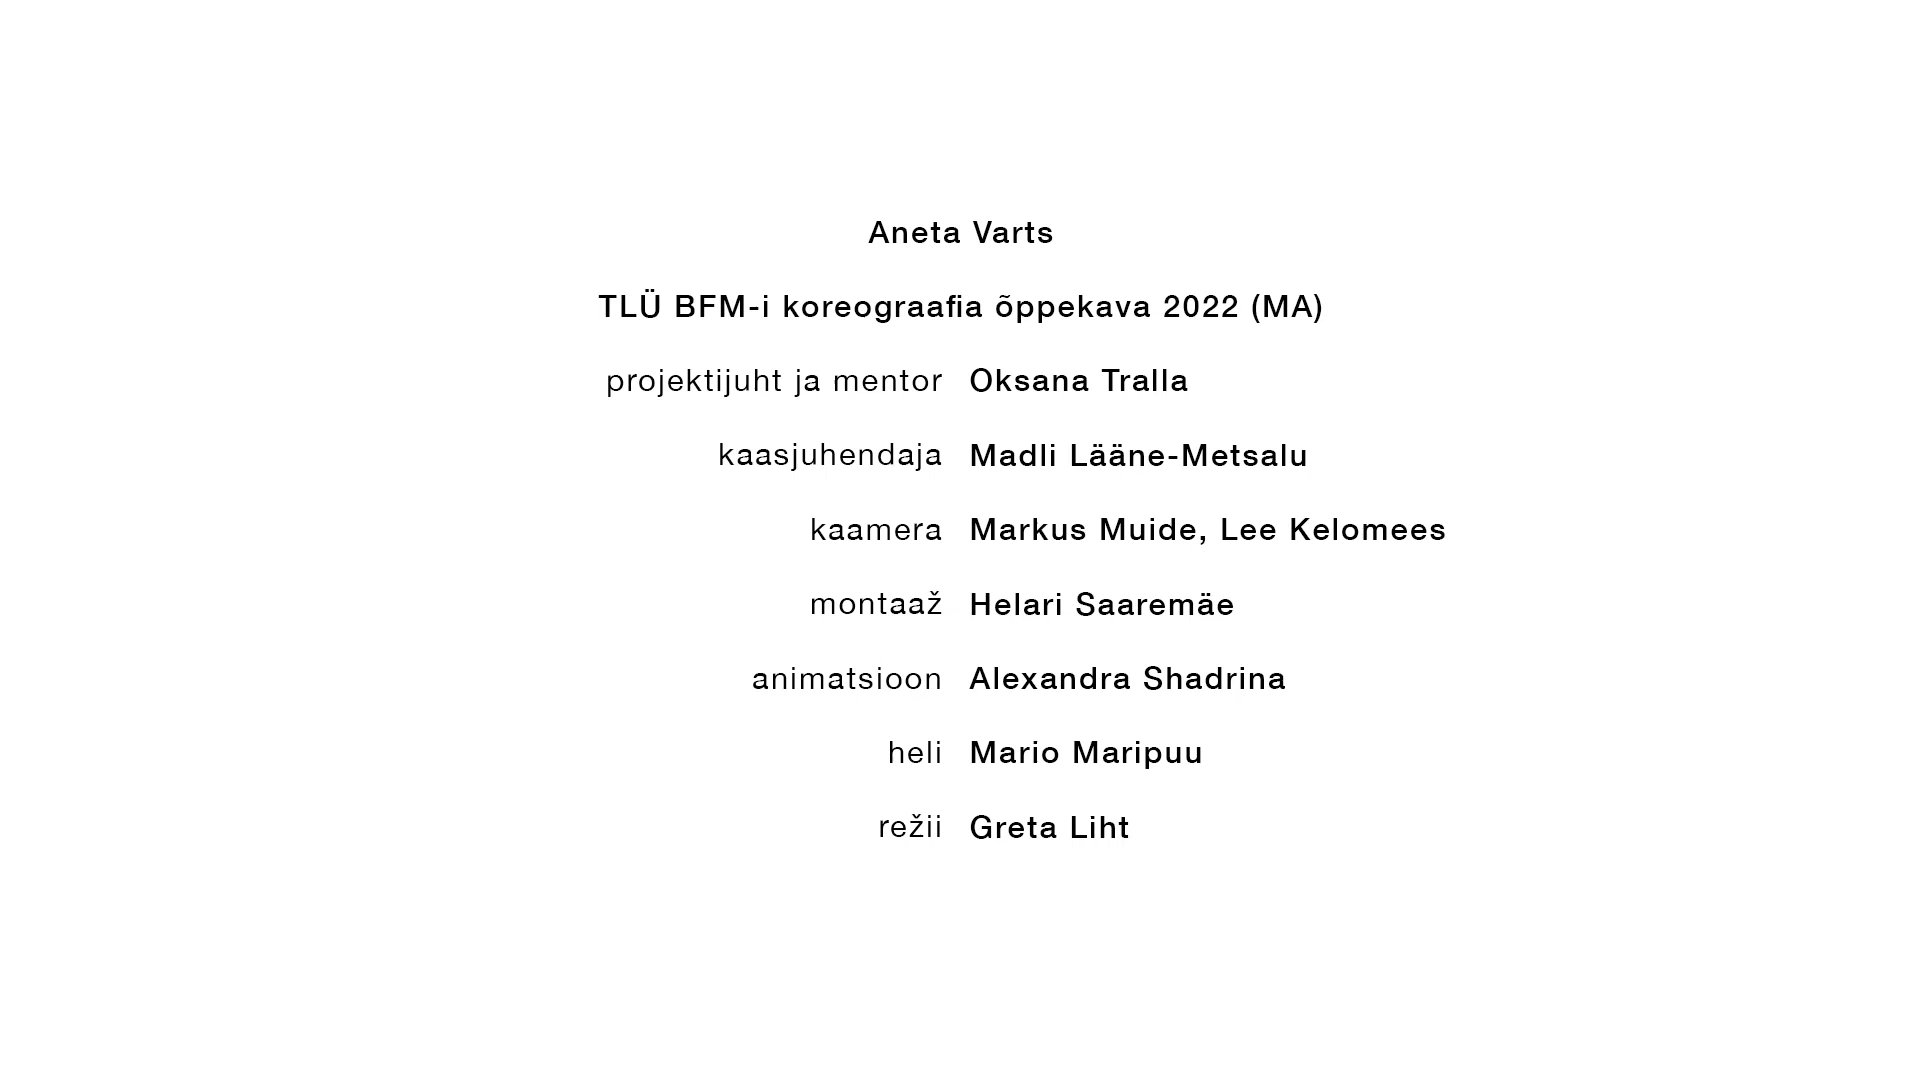 Aneta Varts
TLÜ BFM-i koreograafia õppekava 2022 (MA)
projektijuht ja mentor Oksana Tralla
kaasjuhendaja Madli Lääne-Metsalu
kaamera Markus Muide, Lee Kelomees
montaaž Helari Saaremäe
animatsioon Alexandra Shadrina
heli Mario Maripuu
režii Greta Liht